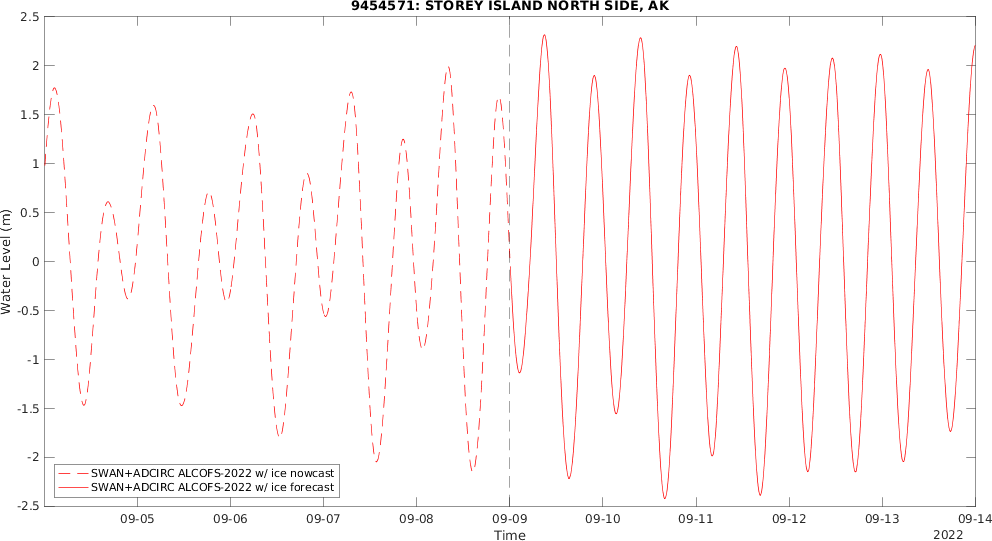 9454571: STOREY ISLAND NORTH SIDE, AK
Water Level (m)
2.5
2
1.5
1
0.5
0
-0.5
-1
-1.5
-2
-2.5
SWAN+ADCIRC ALCOFS-2022 w/ ice nowcast
SWAN+ADCIRC ALCOFS-2022 w/ ice forecast
09-05 09-06 09-07 09-08 09-09 09-10 09-11 09-12 09-13 09-14
Time
2022